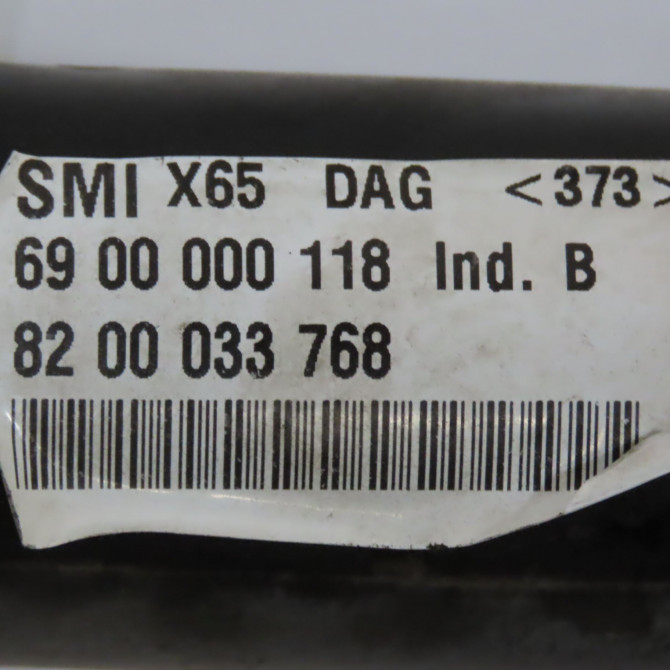 SMI X65 DAG <373>
69 00 000 118 Ind. B
82 00 033 768